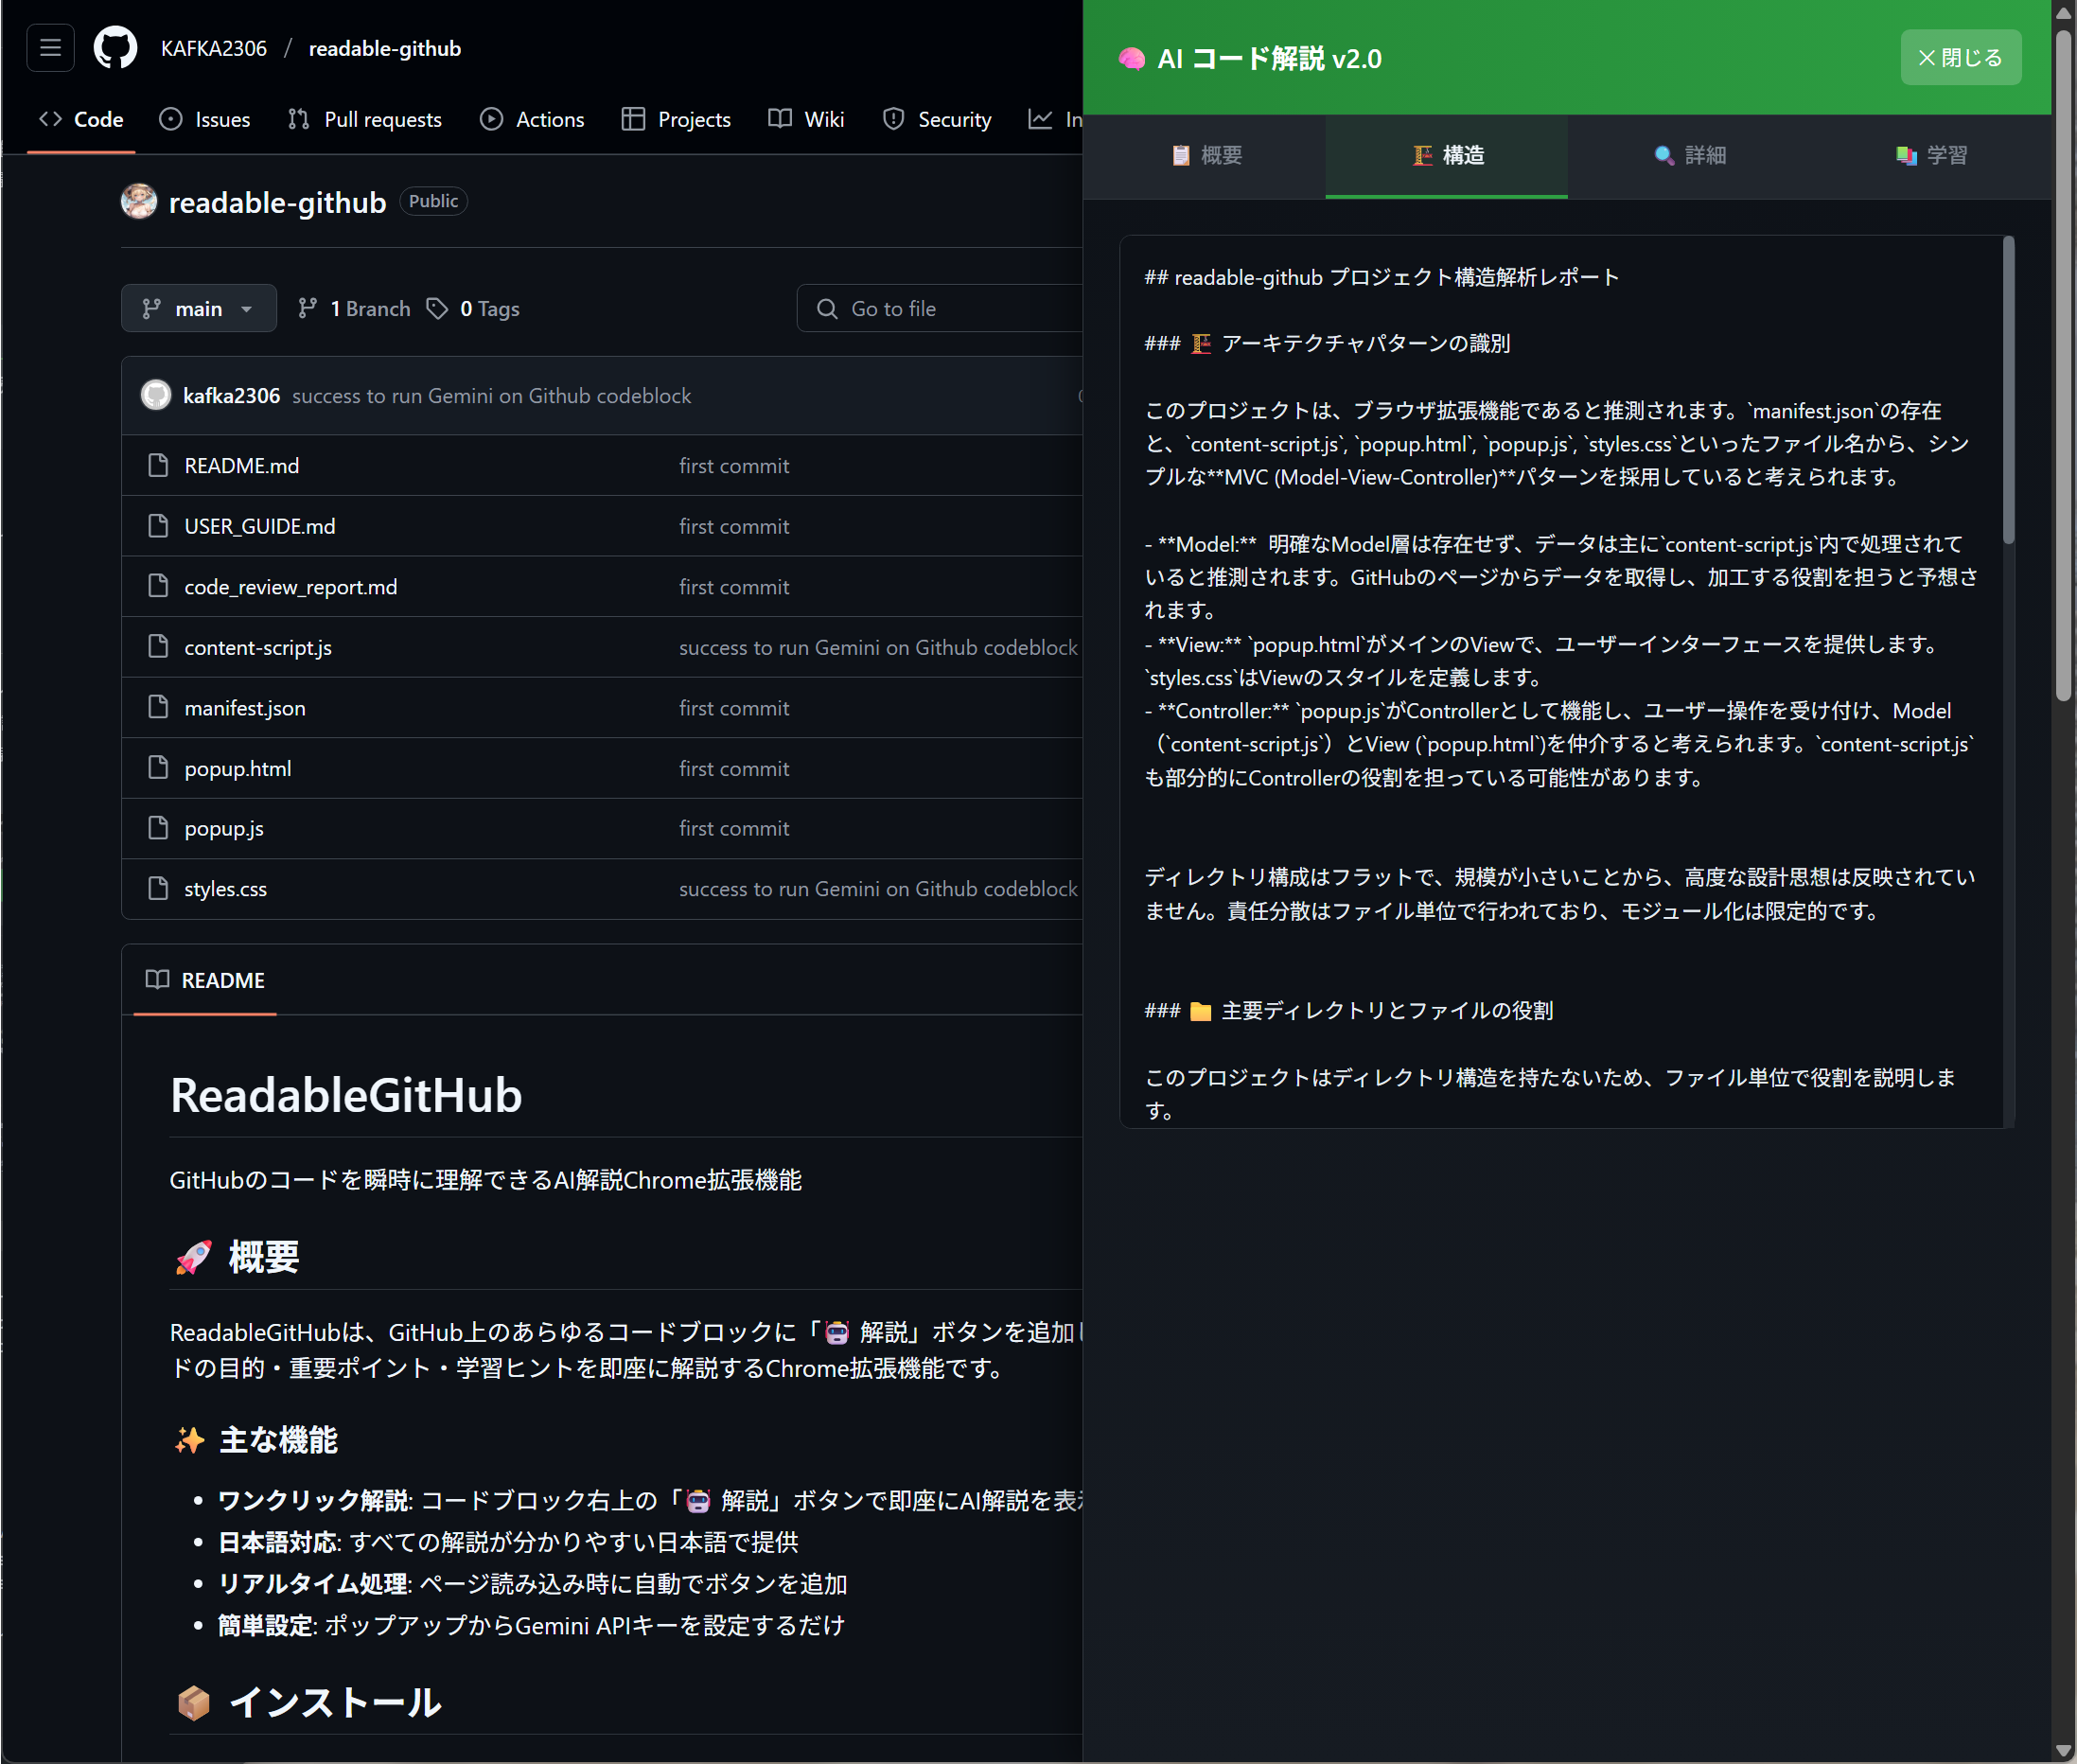 KAFKA2306 / readable-github
Code Issues Pull requests Actions Projects Wiki Security
readable-github Public
main 1 Branch 0 Tags Go to file
kafka2306 success to run Gemini on Github codeblock
README.md first commit
USER_GUIDE.md first commit
code_review_report.md first commit
content-script.js success to run Gemini on Github codeblock
manifest.json first commit
popup.html first commit
popup.js first commit
styles.css success to run Gemini on Github codeblock
README
ReadableGitHub
GitHubのコードを瞬時に理解できるAI解説Chrome拡張機能
🚀 概要
ReadableGitHubは、GitHub上のあらゆるコードブロックに「🤖 解説」ボタンを追加し
ドの目的・重要ポイント・学習ヒントを即座に解説するChrome拡張機能です。
✨ 主な機能
• ワンクリック解説: コードブロック右上の「🤖 解説」ボタンで即座にAI解説を表
• 日本語対応: すべての解説が分かりやすい日本語で提供
• リアルタイム処理: ページ読み込み時に自動でボタンを追加
• 簡単設定: ポップアップからGemini APIキーを設定するだけ
📦 インストール
🧠 AI コード解説 v2.0
×閉じる
📋 概要 🏗️ 構造 🔍 詳細 📚 学習
## readable-github プロジェクト構造解析レポート
### 🏗️ アーキテクチャパターンの識別
このプロジェクトは、ブラウザ拡張機能であると推測されます。`manifest.json`の存在
と、`content-script.js`, `popup.html`, `popup.js`, `styles.css`といったファイル名から、シン
プルな**MVC (Model-View-Controller)**パターンを採用していると考えられます。
- **Model:** 明確なModel層は存在せず、データは主に`content-script.js`内で処理されて
いると推測されます。GitHubのページからデータを取得し、加工する役割を担うと予想さ
れます。
- **View:** `popup.html`がメインのViewで、ユーザーインターフェースを提供します。
`styles.css`はViewのスタイルを定義します。
- **Controller:** `popup.js`がControllerとして機能し、ユーザー操作を受け付け、Model
（`content-script.js`）とView (`popup.html`)を仲介すると考えられます。`content-script.js`
も部分的にControllerの役割を担っている可能性があります。
ディレクトリ構成はフラットで、規模が小さいことから、高度な設計思想は反映されてい
ません。責任分散はファイル単位で行われており、モジュール化は限定的です。
### 📁 主要ディレクトリとファイルの役割
このプロジェクトはディレクトリ構造を持たないため、ファイル単位で役割を説明しま
す。